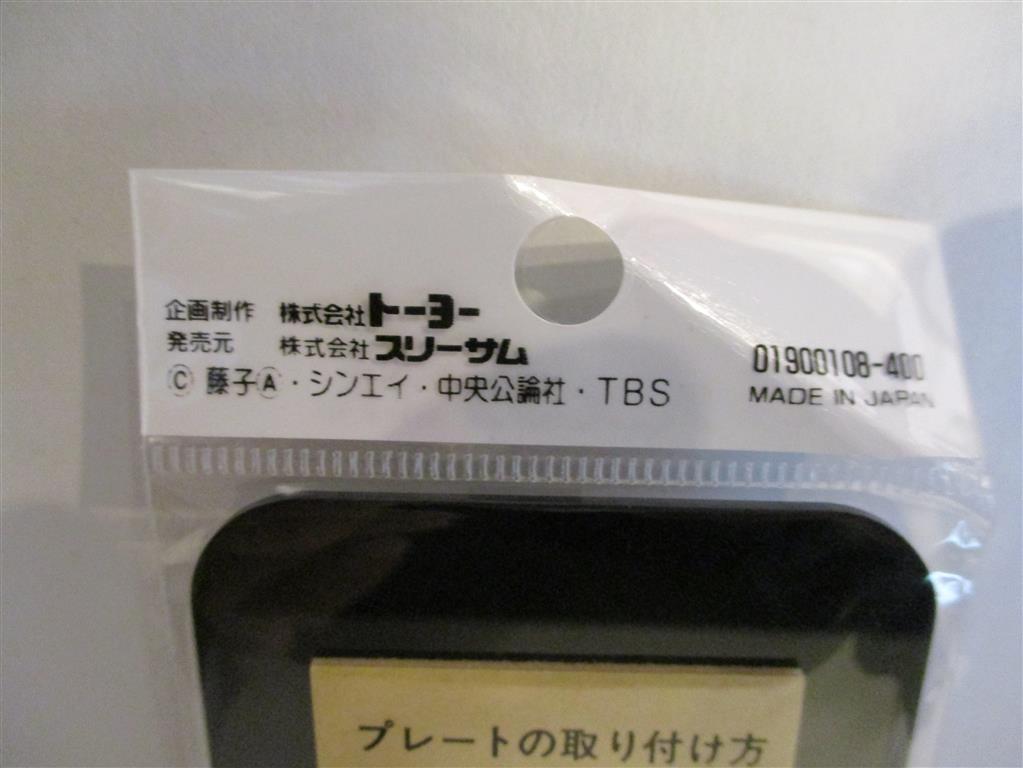 企画制作 株式会社トーヨー
発売元 株式会社スリーサム
Ⓒ 藤子Ⓐ・シンエイ・中央公論社・TBS
01900108-400
MADE IN JAPAN
プレートの取り付け方